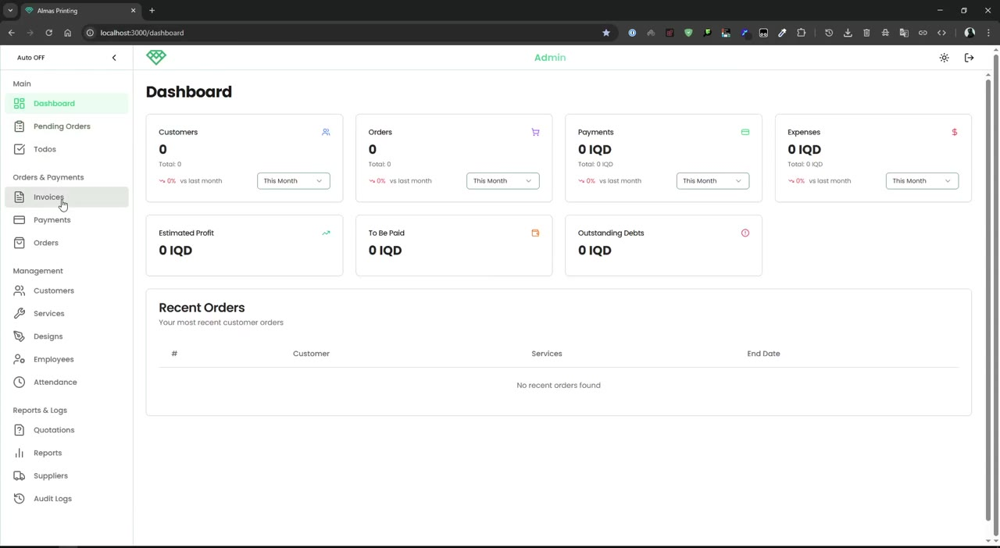 Almas Printing
localhost:3000/dashboard
Auto OFF
Admin
Main
Dashboard
Pending Orders
Todos
Orders & Payments
Invoices
Payments
Orders
Management
Customers
Services
Designs
Employees
Attendance
Reports & Logs
Quotations
Reports
Suppliers
Audit Logs
Dashboard
Customers
0
Total: 0
0% vs last month
This Month
Orders
0
Total: 0
0% vs last month
This Month
Payments
0 IQD
Total: 0 IQD
0% vs last month
This Month
Expenses
0 IQD
Total: 0 IQD
0% vs last month
This Month
Estimated Profit
0 IQD
To Be Paid
0 IQD
Outstanding Debts
0 IQD
Recent Orders
Your most recent customer orders
# Customer Services End Date
No recent orders found